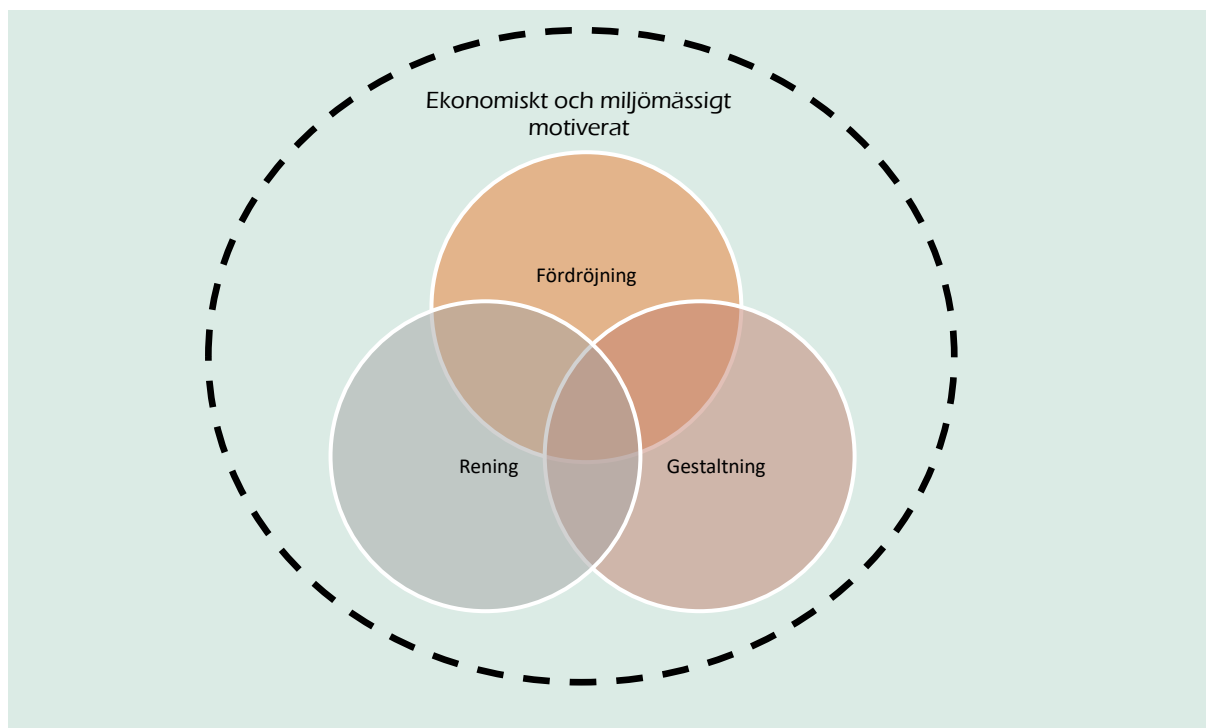 Ekonomiskt och miljömässigt
motiverat
Fördröjning
Rening
Gestaltning